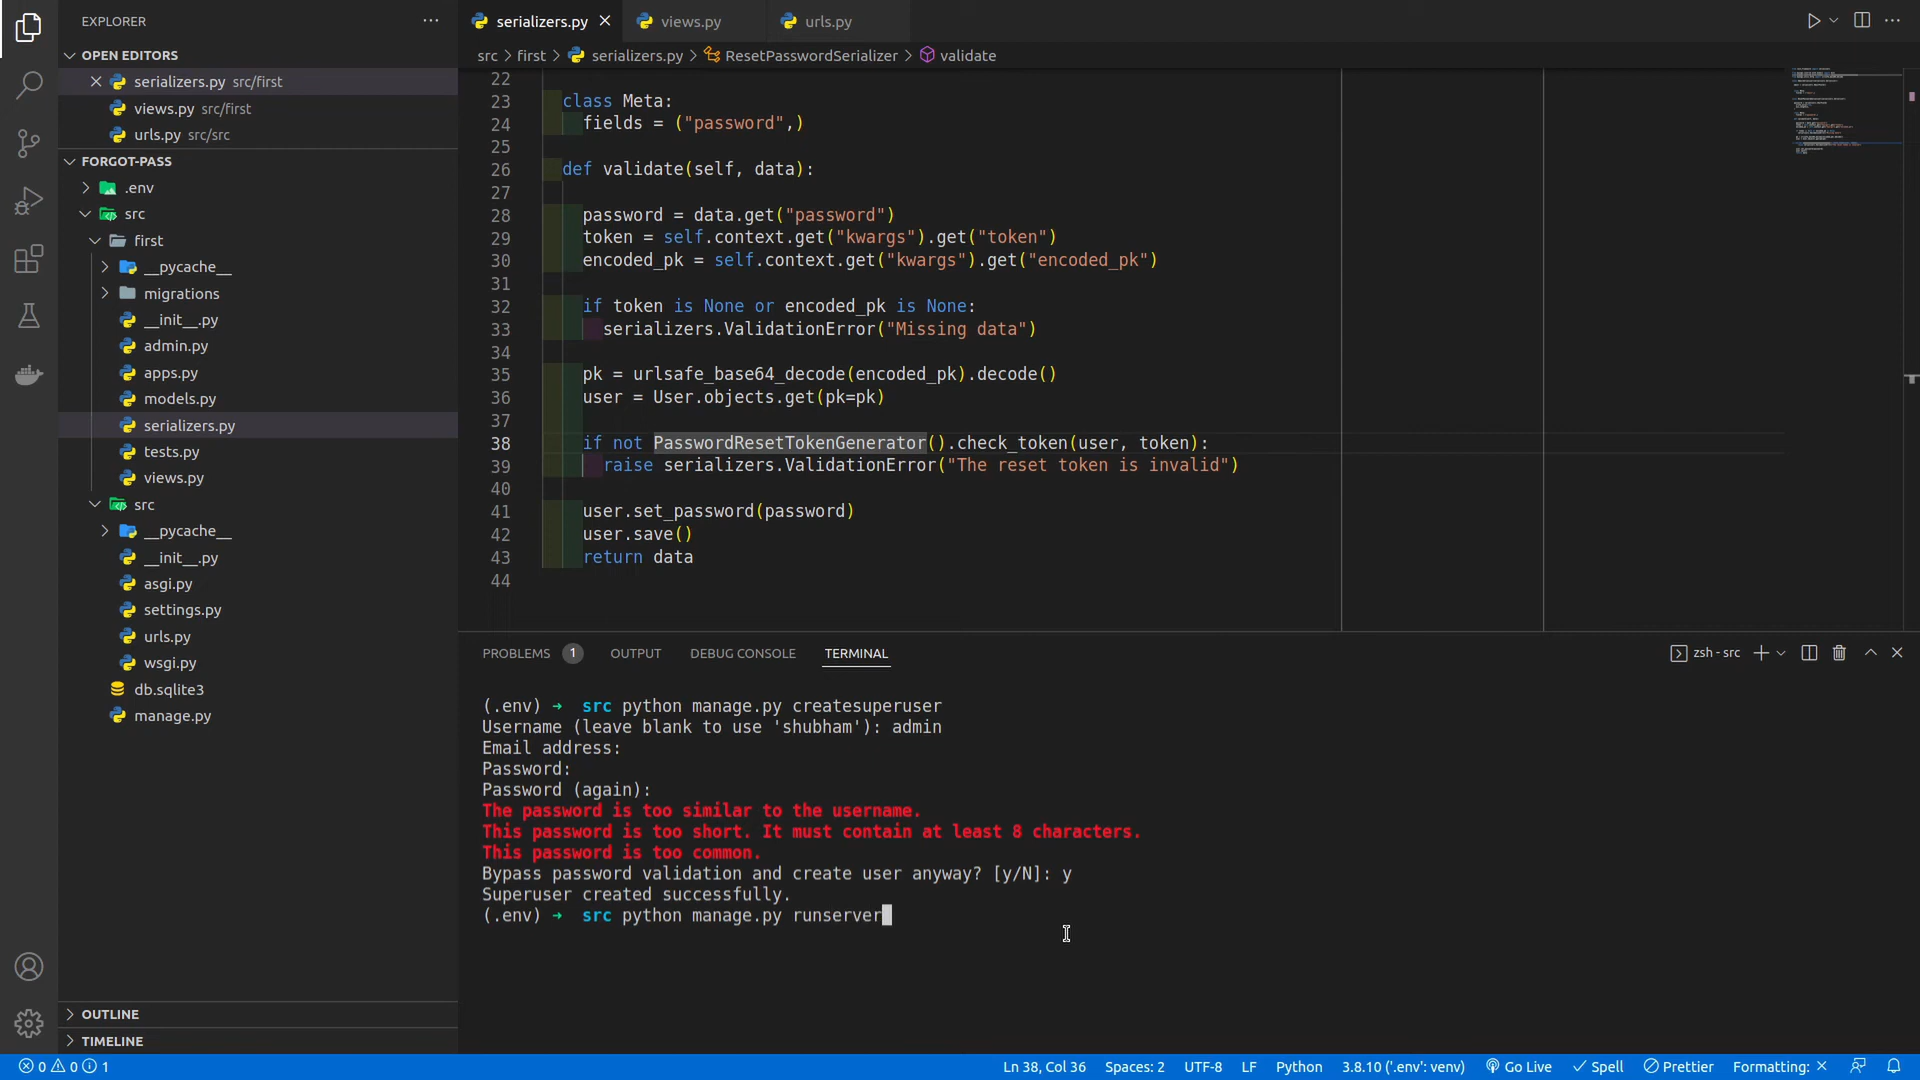 EXPLORER
OPEN EDITORS
serializers.py src/first
views.py src/first
urls.py src/src
FORGOT-PASS
.env
src
first
__pycache__
migrations
__init__.py
admin.py
apps.py
models.py
serializers.py
tests.py
views.py
src
__pycache__
__init__.py
asgi.py
settings.py
urls.py
wsgi.py
db.sqlite3
manage.py
OUTLINE
TIMELINE
serializers.py
views.py
urls.py
src > first > serializers.py > ResetPasswordSerializer > validate
22
23 class Meta:
24 fields = ("password",)
25
26 def validate(self, data):
27
28 password = data.get("password")
29 token = self.context.get("kwargs").get("token")
30 encoded_pk = self.context.get("kwargs").get("encoded_pk")
31
32 if token is None or encoded_pk is None:
33 serializers.ValidationError("Missing data")
34
35 pk = urlsafe_base64_decode(encoded_pk).decode()
36 user = User.objects.get(pk=pk)
37
38 if not PasswordResetTokenGenerator().check_token(user, token):
39 raise serializers.ValidationError("The reset token is invalid")
40
41 user.set_password(password)
42 user.save()
43 return data
44
PROBLEMS 1 OUTPUT DEBUG CONSOLE TERMINAL
zsh - src
(.env) ➜ src python manage.py createsuperuser
Username (leave blank to use 'shubham'): admin
Email address:
Password:
Password (again):
The password is too similar to the username.
This password is too short. It must contain at least 8 characters.
This password is too common.
Bypass password validation and create user anyway? [y/N]: y
Superuser created successfully.
(.env) ➜ src python manage.py runserver
0 0 1
Ln 38, Col 36 Spaces: 2 UTF-8 LF Python 3.8.10 ('.env': venv) Go Live Spell Prettier Formatting: ×